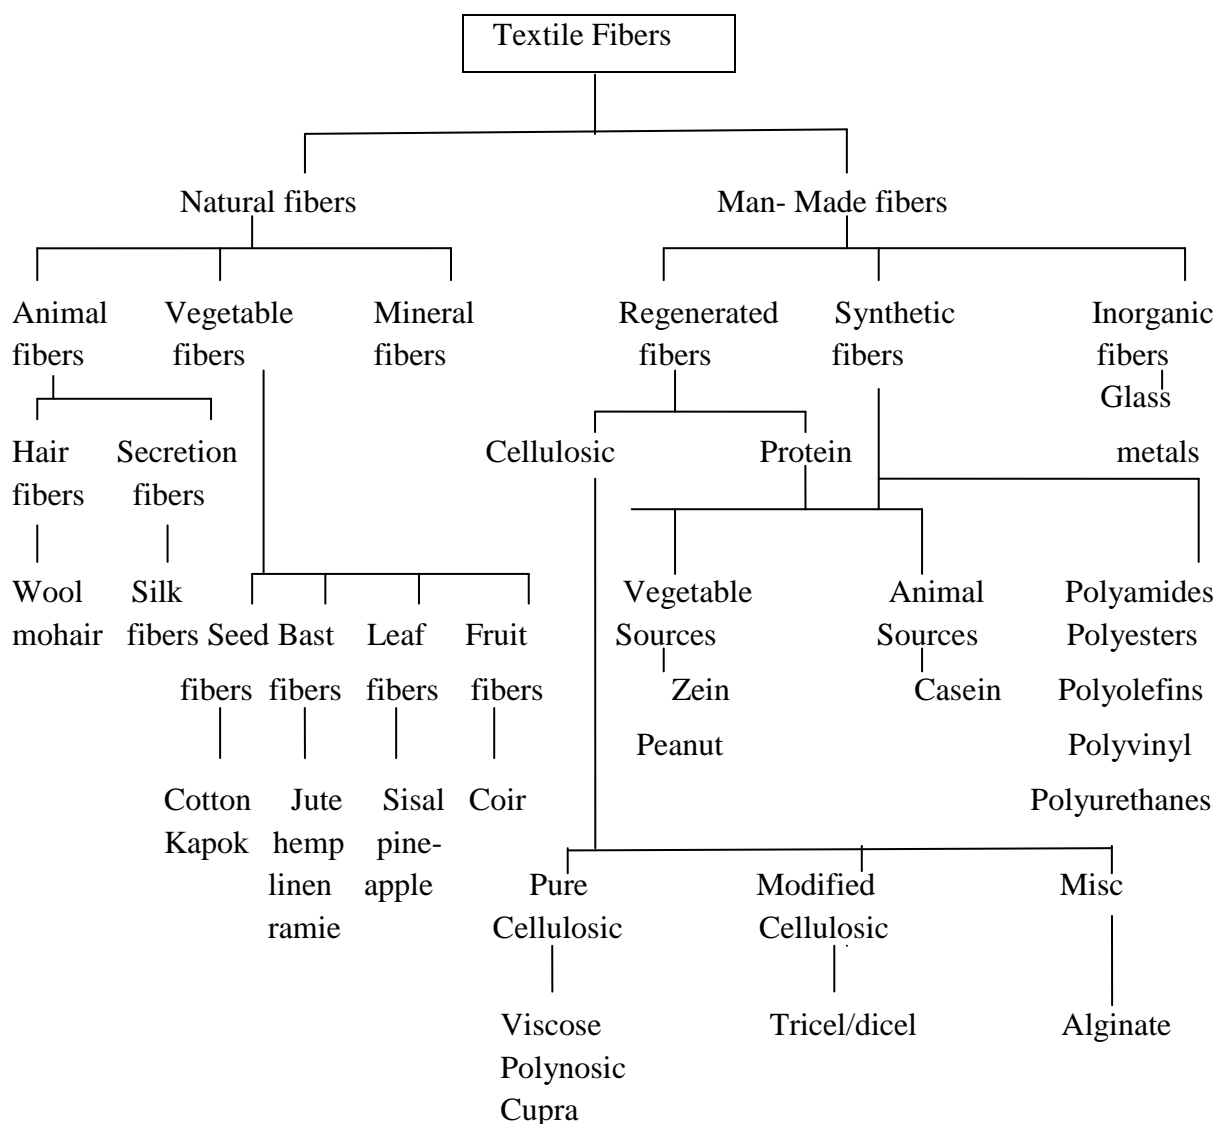 Textile Fibers
Natural fibers
Man- Made fibers
Animal
fibers
Vegetable
fibers
Mineral
fibers
Regenerated
fibers
Synthetic
fibers
Inorganic
fibers
Glass
metals
Hair
fibers
Secretion
fibers
Cellulosic
Protein
Wool
mohair
Silk
fibers
Seed
fibers
Bast
fibers
Leaf
fibers
Fruit
fibers
Vegetable
Sources
Zein
Peanut
Animal
Sources
Casein
Polyamides
Polyesters
Polyolefins
Polyvinyl
Polyurethanes
Cotton
Kapok
Jute
hemp
linen
ramie
Sisal
pine-
apple
Coir
Pure
Cellulosic
Modified
Cellulosic
Misc
Viscose
Polynosic
Cupra
Tricel/dicel
Alginate